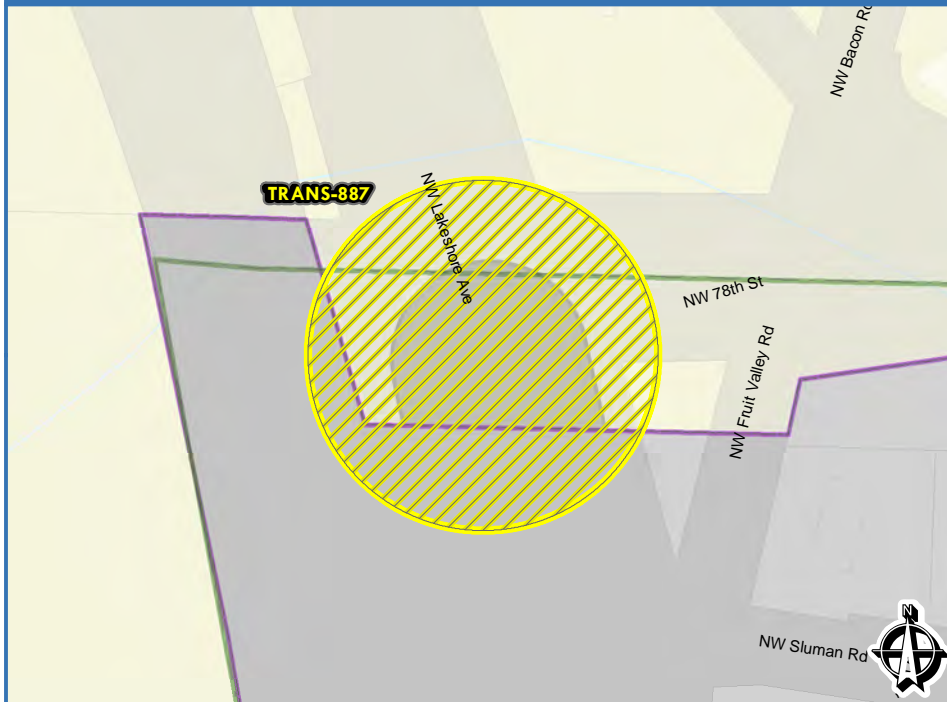 NW Bacon Rd
TRANS-887
NW Lakeshore Ave
NW 78th St
NW Fruit Valley Rd
N
NW Sluman Rd